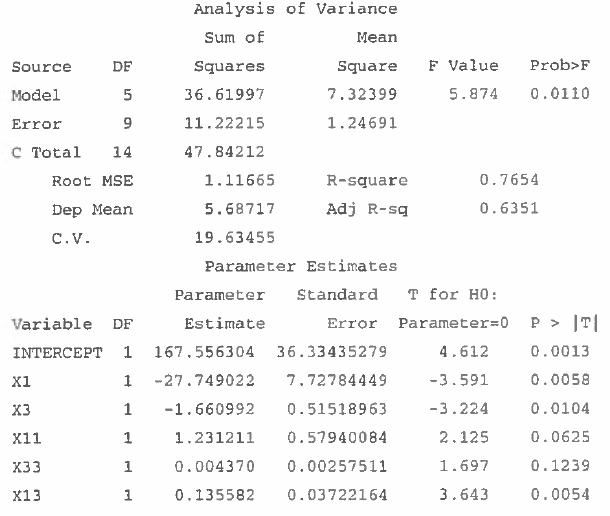 Analysis of Variance
Sum of Mean
Source DF Squares Square F Value Prob>F
Model 5 36.61997 7.32399 5.874 0.0110
Error 9 11.22215 1.24691
C Total 14 47.84212
Root MSE 1.11665 R-square 0.7654
Dep Mean 5.68717 Adj R-sq 0.6351
C.V. 19.63455
Parameter Estimates
Parameter Standard T for H0:
Variable DF Estimate Error Parameter=0 P > |T|
INTERCEPT 1 167.556304 36.33435279 4.612 0.0013
X1 1 -27.749022 7.72784449 -3.591 0.0058
X3 1 -1.660992 0.51518963 -3.224 0.0104
X11 1 1.231211 0.57940084 2.125 0.0625
X33 1 0.004370 0.00257511 1.697 0.1239
X13 1 0.135582 0.03722164 3.643 0.0054